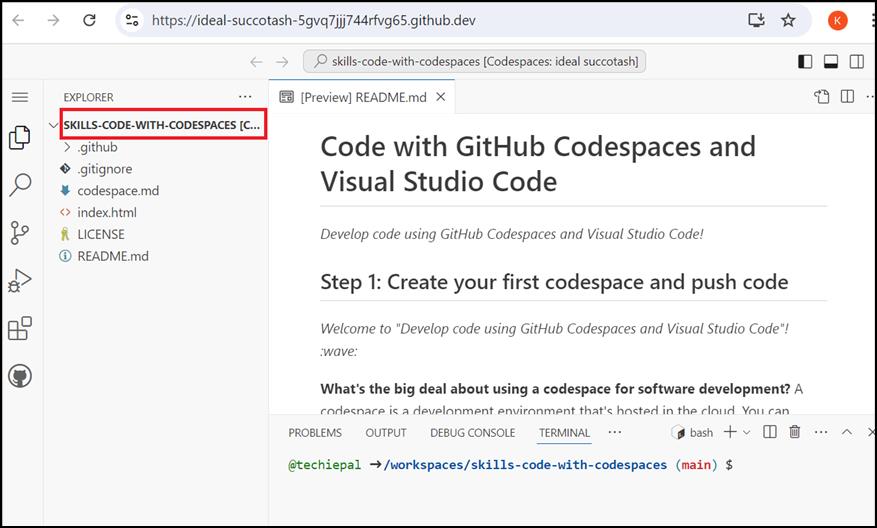 https://ideal-succotash-5gvq7jjj744rfvg65.github.dev
K
skills-code-with-codespaces [Codespaces: ideal succotash]
EXPLORER
SKILLS-CODE-WITH-CODESPACES [C...
.github
.gitignore
codespace.md
index.html
LICENSE
README.md
[Preview] README.md
Code with GitHub Codespaces and
Visual Studio Code
Develop code using GitHub Codespaces and Visual Studio Code!
Step 1: Create your first codespace and push code
Welcome to "Develop code using GitHub Codespaces and Visual Studio Code"!
:wave:
What's the big deal about using a codespace for software development? A
codespace is a development environment that's hosted in the cloud. You can
PROBLEMS OUTPUT DEBUG CONSOLE TERMINAL ... bash
@techiepal ➜/workspaces/skills-code-with-codespaces (main) $